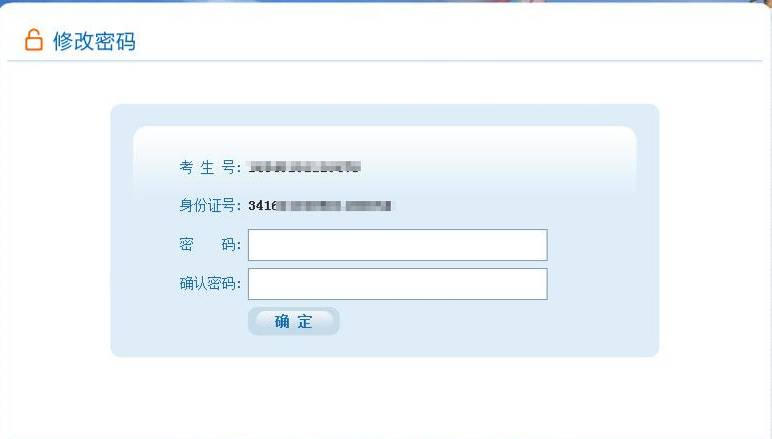 修改密码
考 生 号:
身份证号: 3416
密 码:
确认密码:
确 定